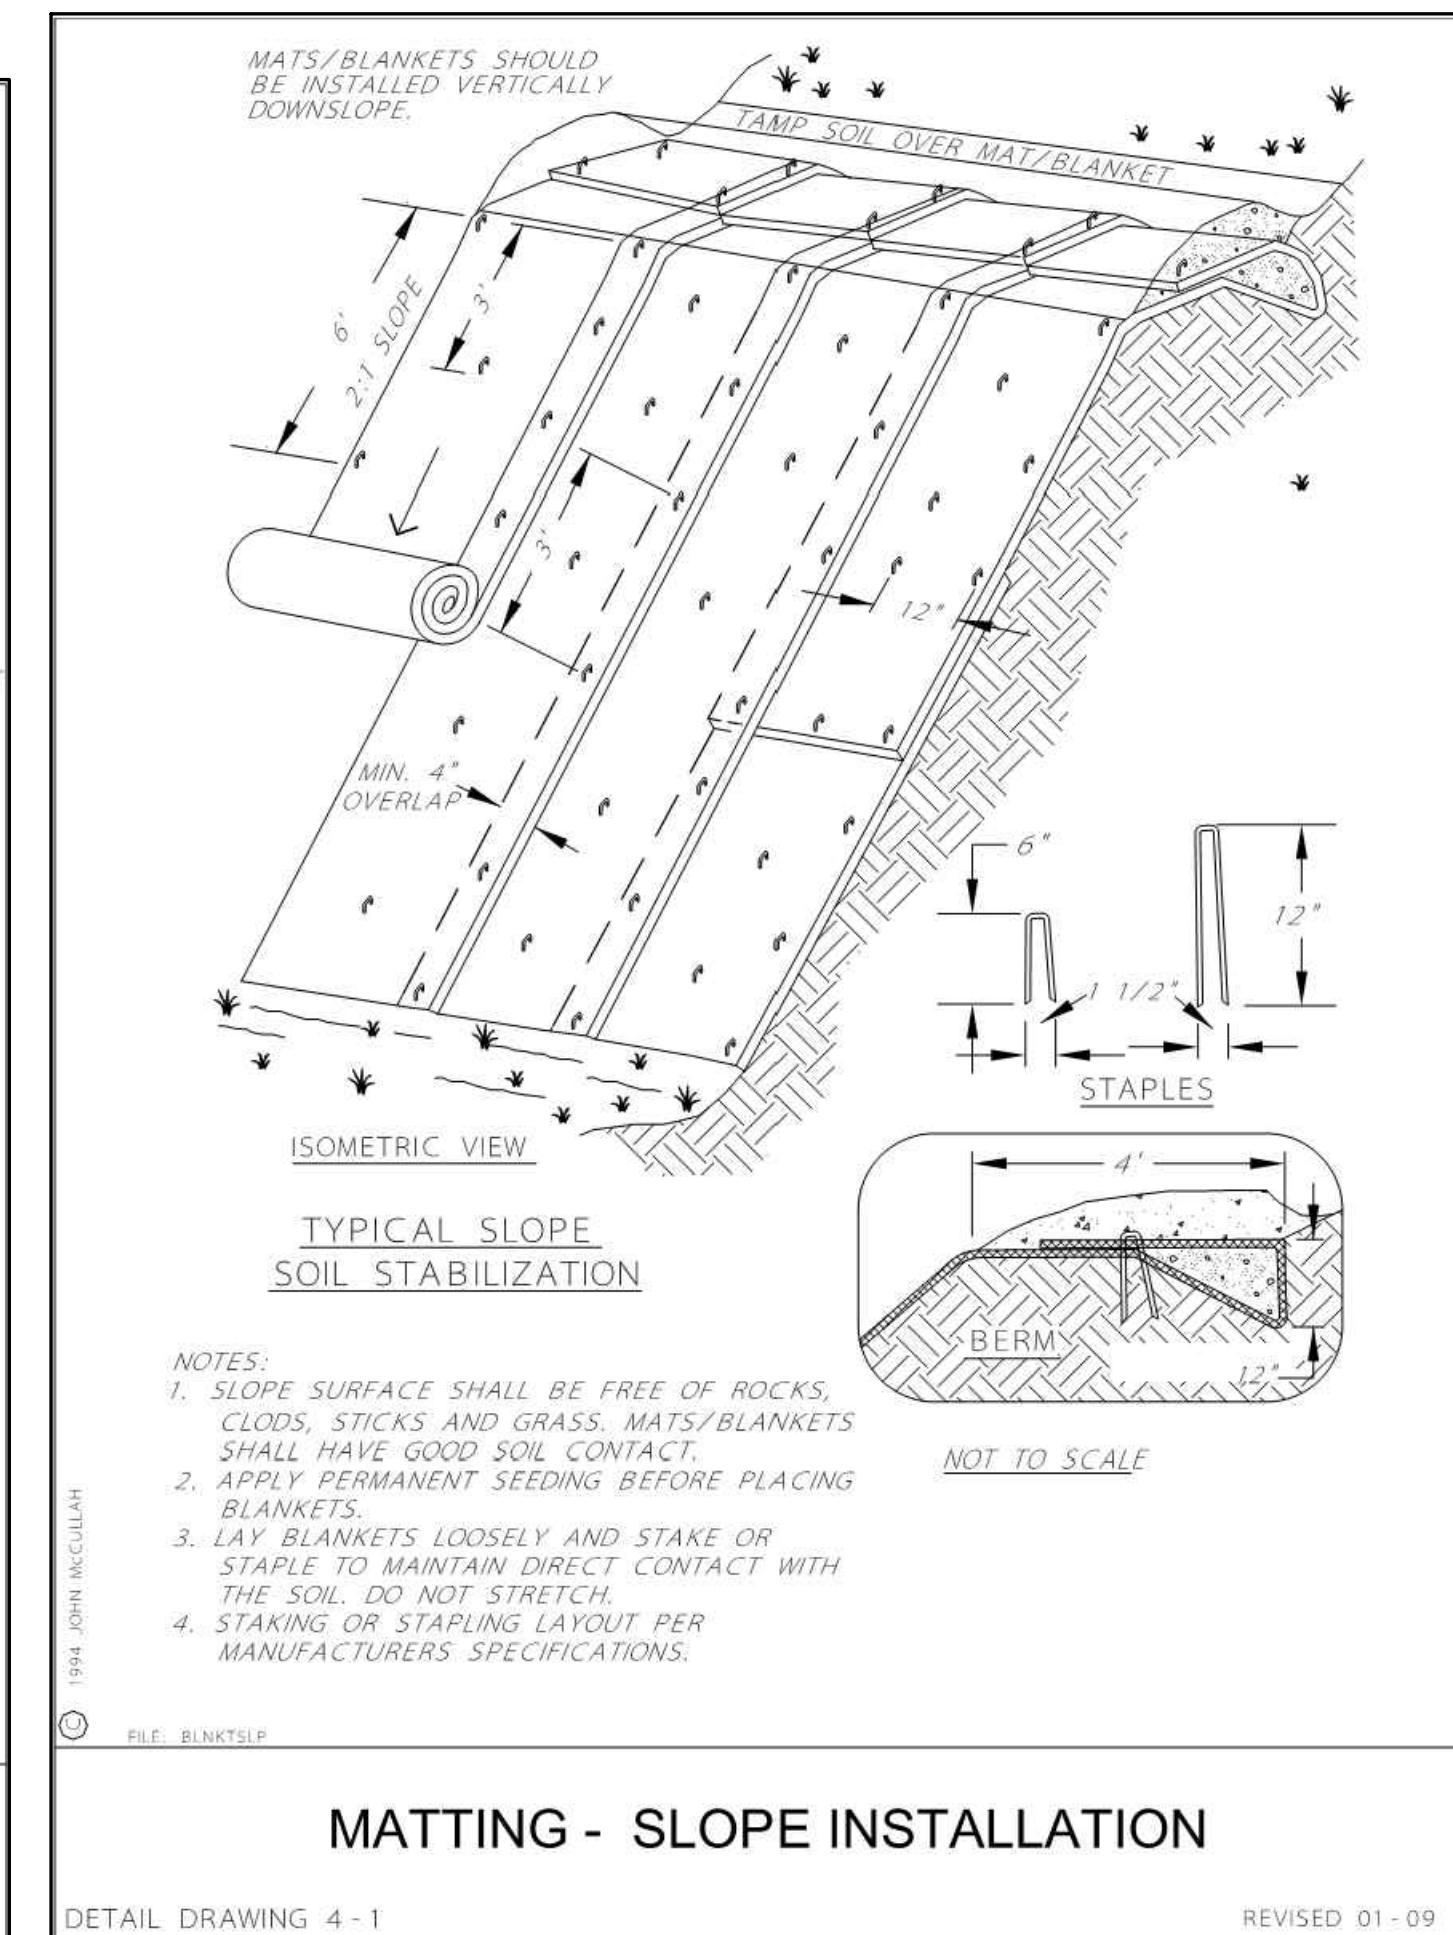 MATS/BLANKETS SHOULD
BE INSTALLED VERTICALLY
DOWNSLOPE.
TAMP SOIL OVER MAT/BLANKET
6'
2:1 SLOPE
3'
3'
12"
MIN. 4"
OVERLAP
6"
12"
1 1/2"
STAPLES
ISOMETRIC VIEW
4'
BERM
12"
TYPICAL SLOPE
SOIL STABILIZATION
NOT TO SCALE
NOTES:
1. SLOPE SURFACE SHALL BE FREE OF ROCKS,
CLODS, STICKS AND GRASS. MATS/BLANKETS
SHALL HAVE GOOD SOIL CONTACT.
2. APPLY PERMANENT SEEDING BEFORE PLACING
BLANKETS.
3. LAY BLANKETS LOOSELY AND STAKE OR
STAPLE TO MAINTAIN DIRECT CONTACT WITH
THE SOIL. DO NOT STRETCH.
4. STAKING OR STAPLING LAYOUT PER
MANUFACTURERS SPECIFICATIONS.
© 1994 JOHN McCULLAH
FILE: BLNKTSLP
MATTING - SLOPE INSTALLATION
DETAIL DRAWING 4 - 1
REVISED 01 - 09